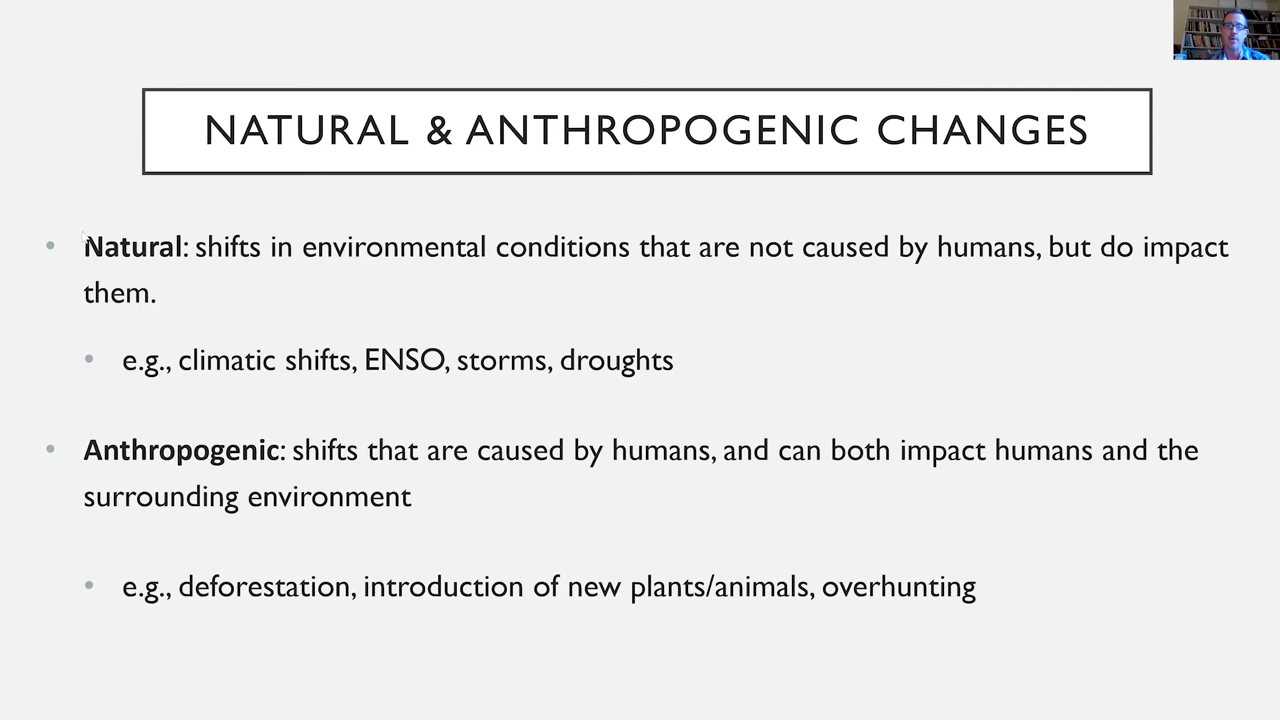 NATURAL & ANTHROPOGENIC CHANGES
• Natural: shifts in environmental conditions that are not caused by humans, but do impact
them.
• e.g., climatic shifts, ENSO, storms, droughts
• Anthropogenic: shifts that are caused by humans, and can both impact humans and the
surrounding environment
• e.g., deforestation, introduction of new plants/animals, overhunting